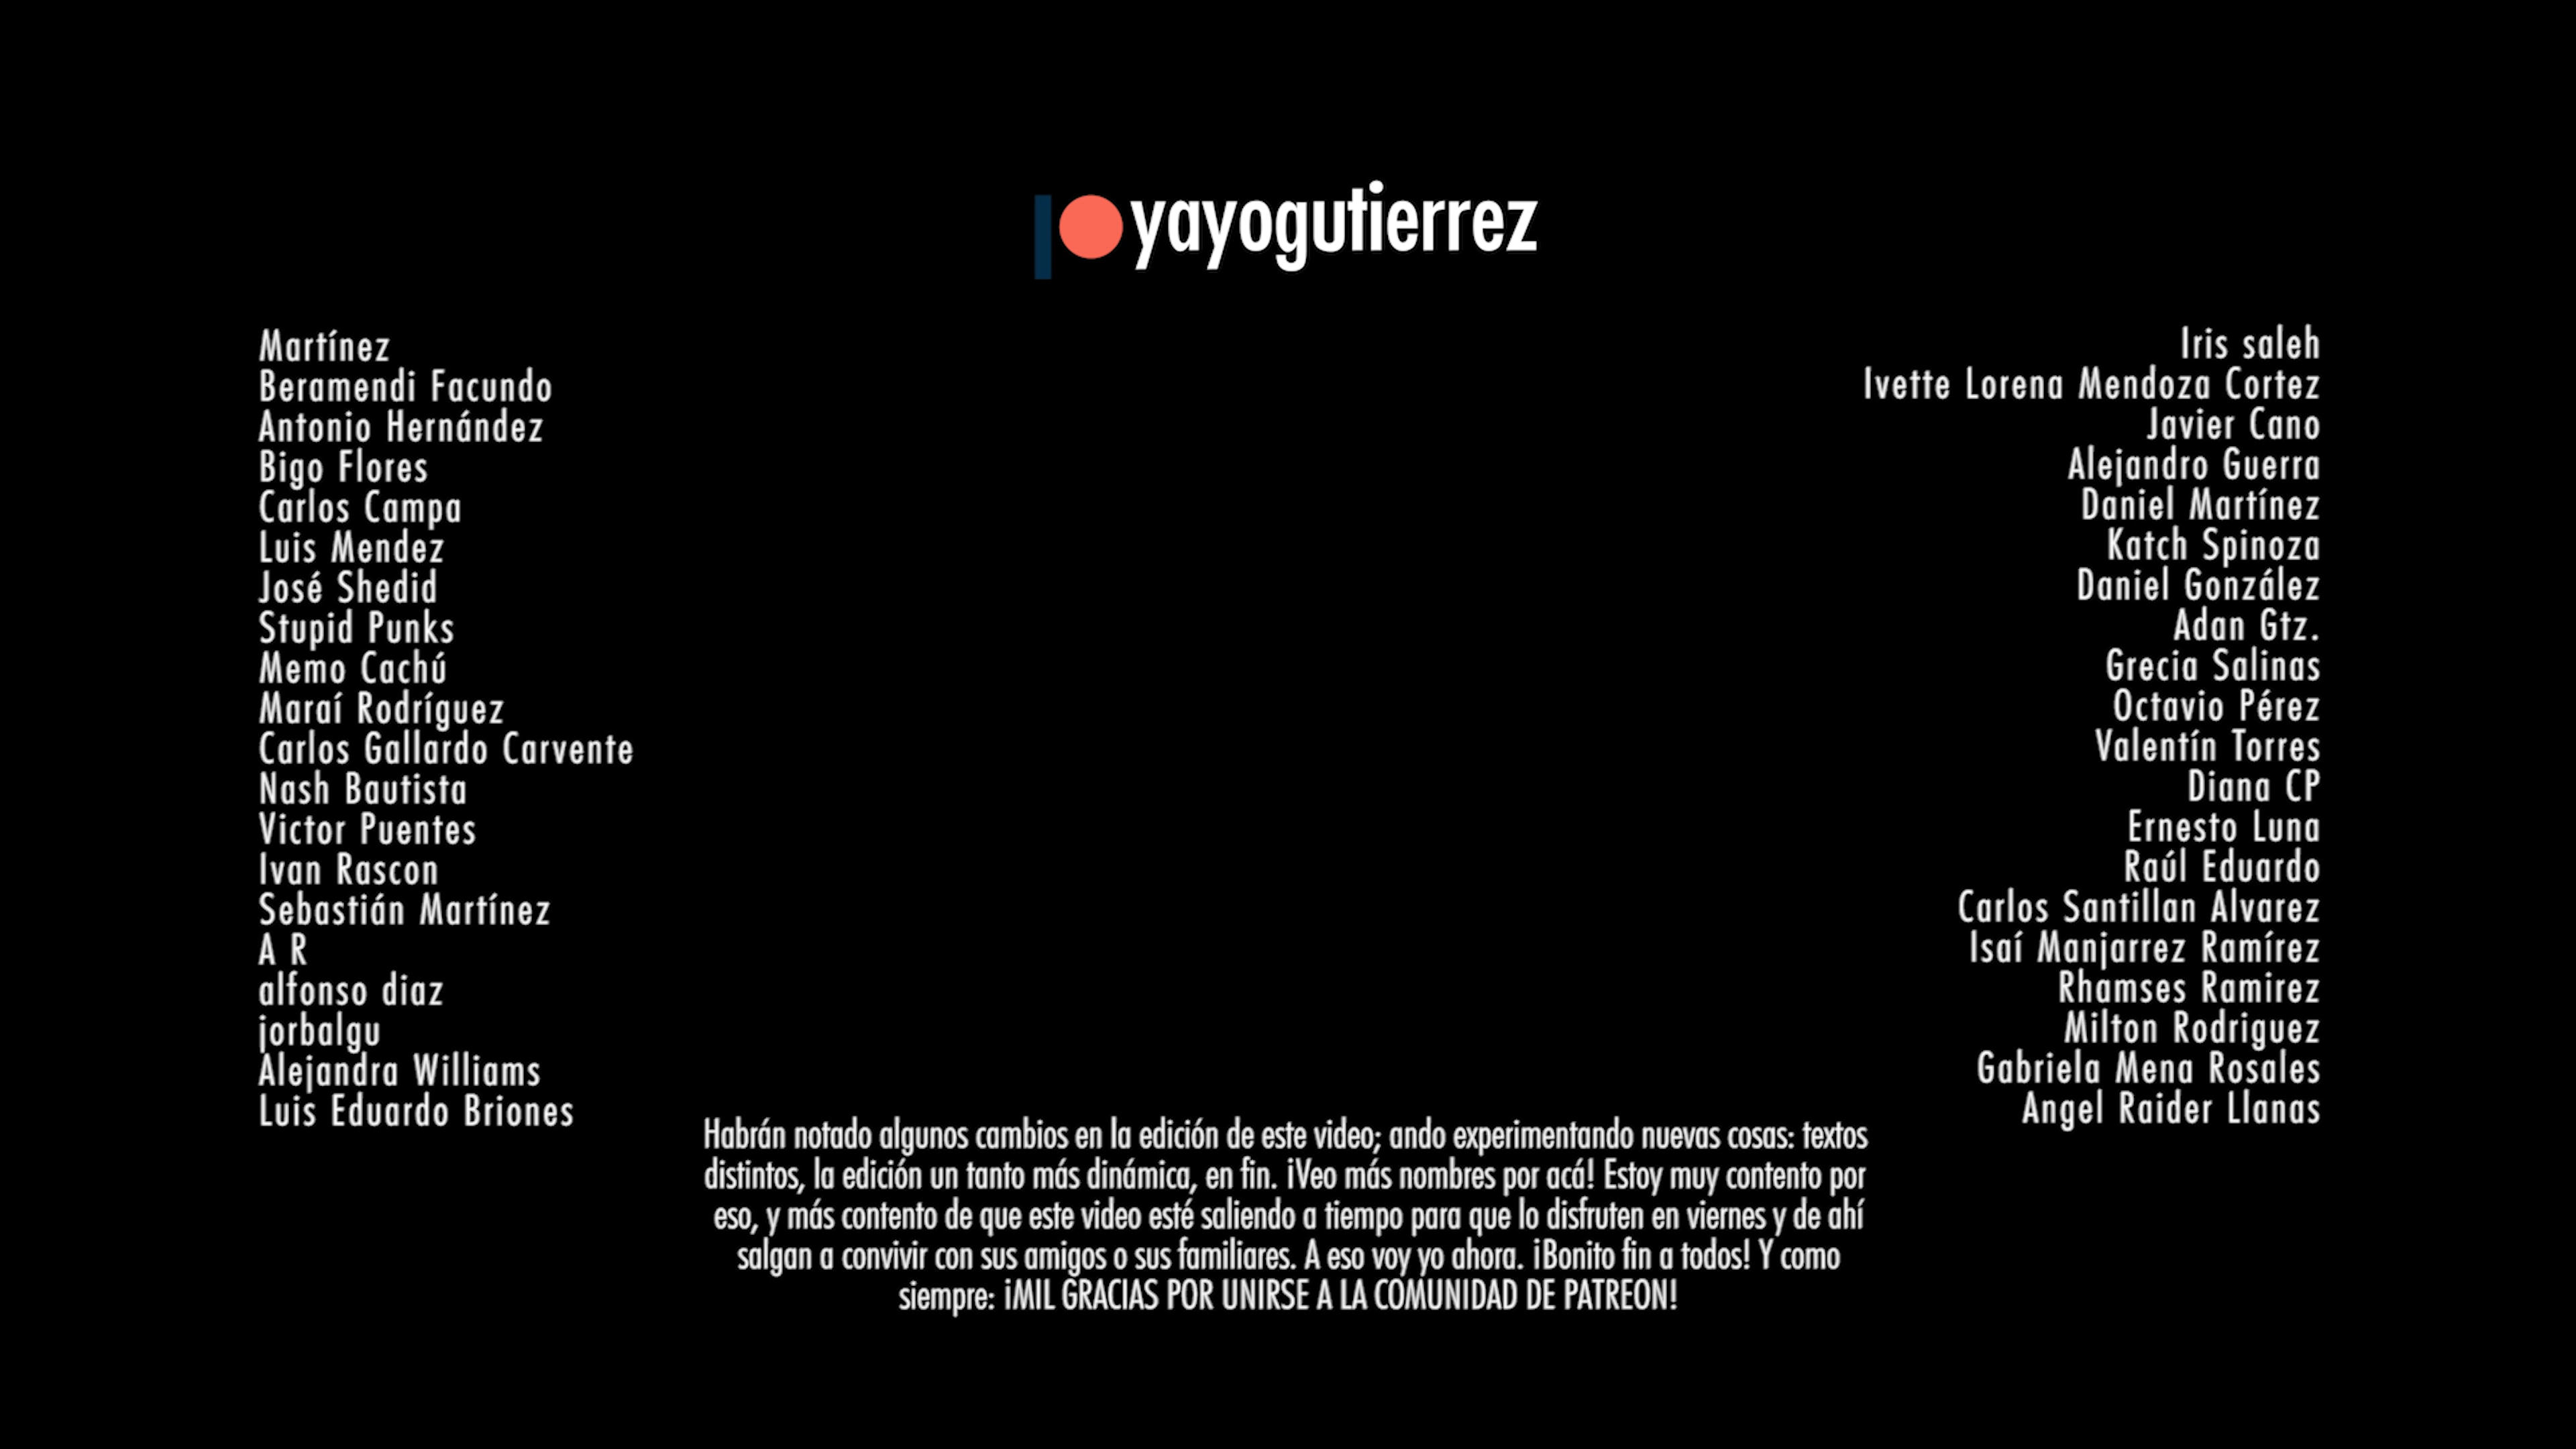 yayogutierrez
Martínez
Beramendi Facundo
Antonio Hernández
Bigo Flores
Carlos Campa
Luis Mendez
José Shedid
Stupid Punks
Memo Cachú
Maraí Rodríguez
Carlos Gallardo Carvente
Nash Bautista
Victor Puentes
Ivan Rascon
Sebastián Martínez
A R
alfonso diaz
jorbalgu
Alejandra Williams
Luis Eduardo Briones
Iris saleh
Ivette Lorena Mendoza Cortez
Javier Cano
Alejandro Guerra
Daniel Martínez
Katch Spinoza
Daniel González
Adan Gtz.
Grecia Salinas
Octavio Pérez
Valentín Torres
Diana CP
Ernesto Luna
Raúl Eduardo
Carlos Santillan Alvarez
Isaí Manjarrez Ramírez
Rhamses Ramirez
Milton Rodriguez
Gabriela Mena Rosales
Angel Raider Llanas
Habrán notado algunos cambios en la edición de este video; ando experimentando nuevas cosas: textos
distintos, la edición un tanto más dinámica, en fin. ¡Veo más nombres por acá! Estoy muy contento por
eso, y más contento de que este video esté saliendo a tiempo para que lo disfruten en viernes y de ahí
salgan a convivir con sus amigos o sus familiares. A eso voy yo ahora. ¡Bonito fin a todos! Y como
siempre: ¡MIL GRACIAS POR UNIRSE A LA COMUNIDAD DE PATREON!